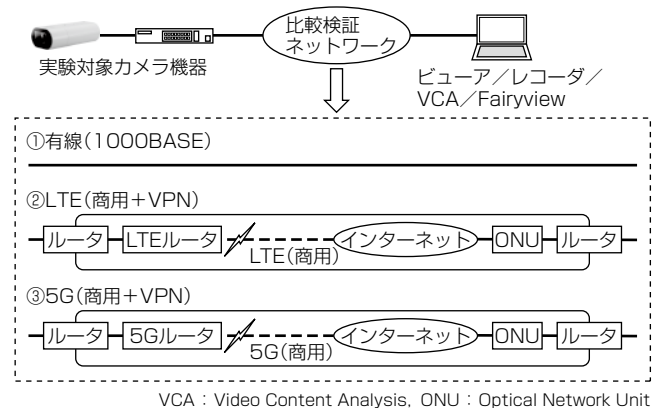 比較検証
ネットワーク
実験対象カメラ機器
ビューア／レコーダ／
VCA／Fairyview
①有線(1000BASE)
②LTE(商用+VPN)
ルータ LTEルータ インターネット ONU ルータ
LTE(商用)
③5G(商用+VPN)
ルータ 5Gルータ インターネット ONU ルータ
5G(商用)
VCA：Video Content Analysis, ONU：Optical Network Unit